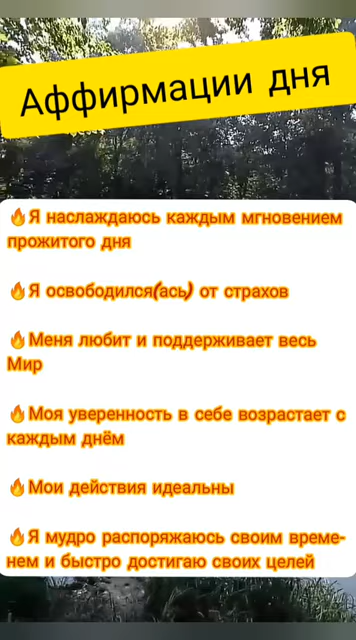 Аффирмации дня
🔥Я наслаждаюсь каждым мгновением
прожитого дня
🔥Я освободился(ась) от страхов
🔥Меня любит и поддерживает весь
Мир
🔥Моя уверенность в себе возрастает с
каждым днём
🔥Мои действия идеальны
🔥Я мудро распоряжаюсь своим време-
нем и быстро достигаю своих целей